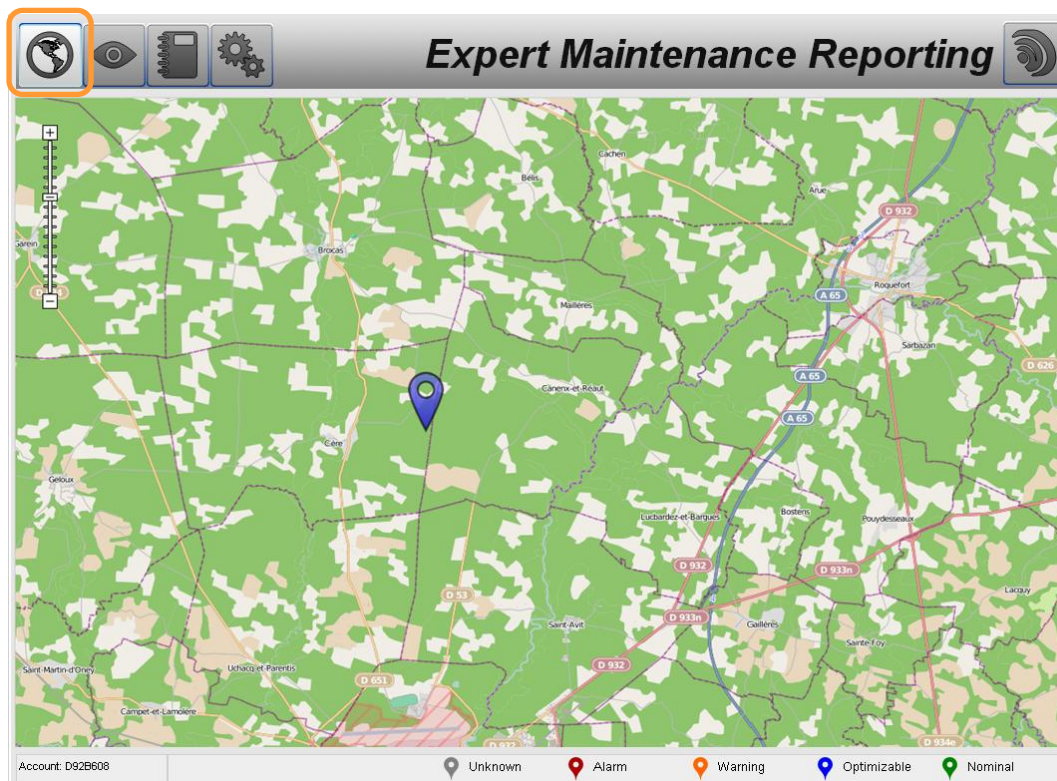 Expert Maintenance Reporting
Cachen
Bélis
Arue
D 932
Garein
Brocas
Roquefort
A 65
Maillères
Sarbazan
D 626
A 65
Canenx-et-Réaut
A 65
Cère
Geloux
Lucbardez-et-Bargues
Bostens
Pouydesseaux
D 932
D 933n
Lacquy
D 53
D 933n
Saint-Avit
Gaillères
Sainte-Foy
D 932
Saint-Martin-d'Oney
Uchacq-et-Parentis
D 651
Campet-et-Lamolère
D 932
D 934e
Account: D92B608
Unknown
Alarm
Warning
Optimizable
Nominal